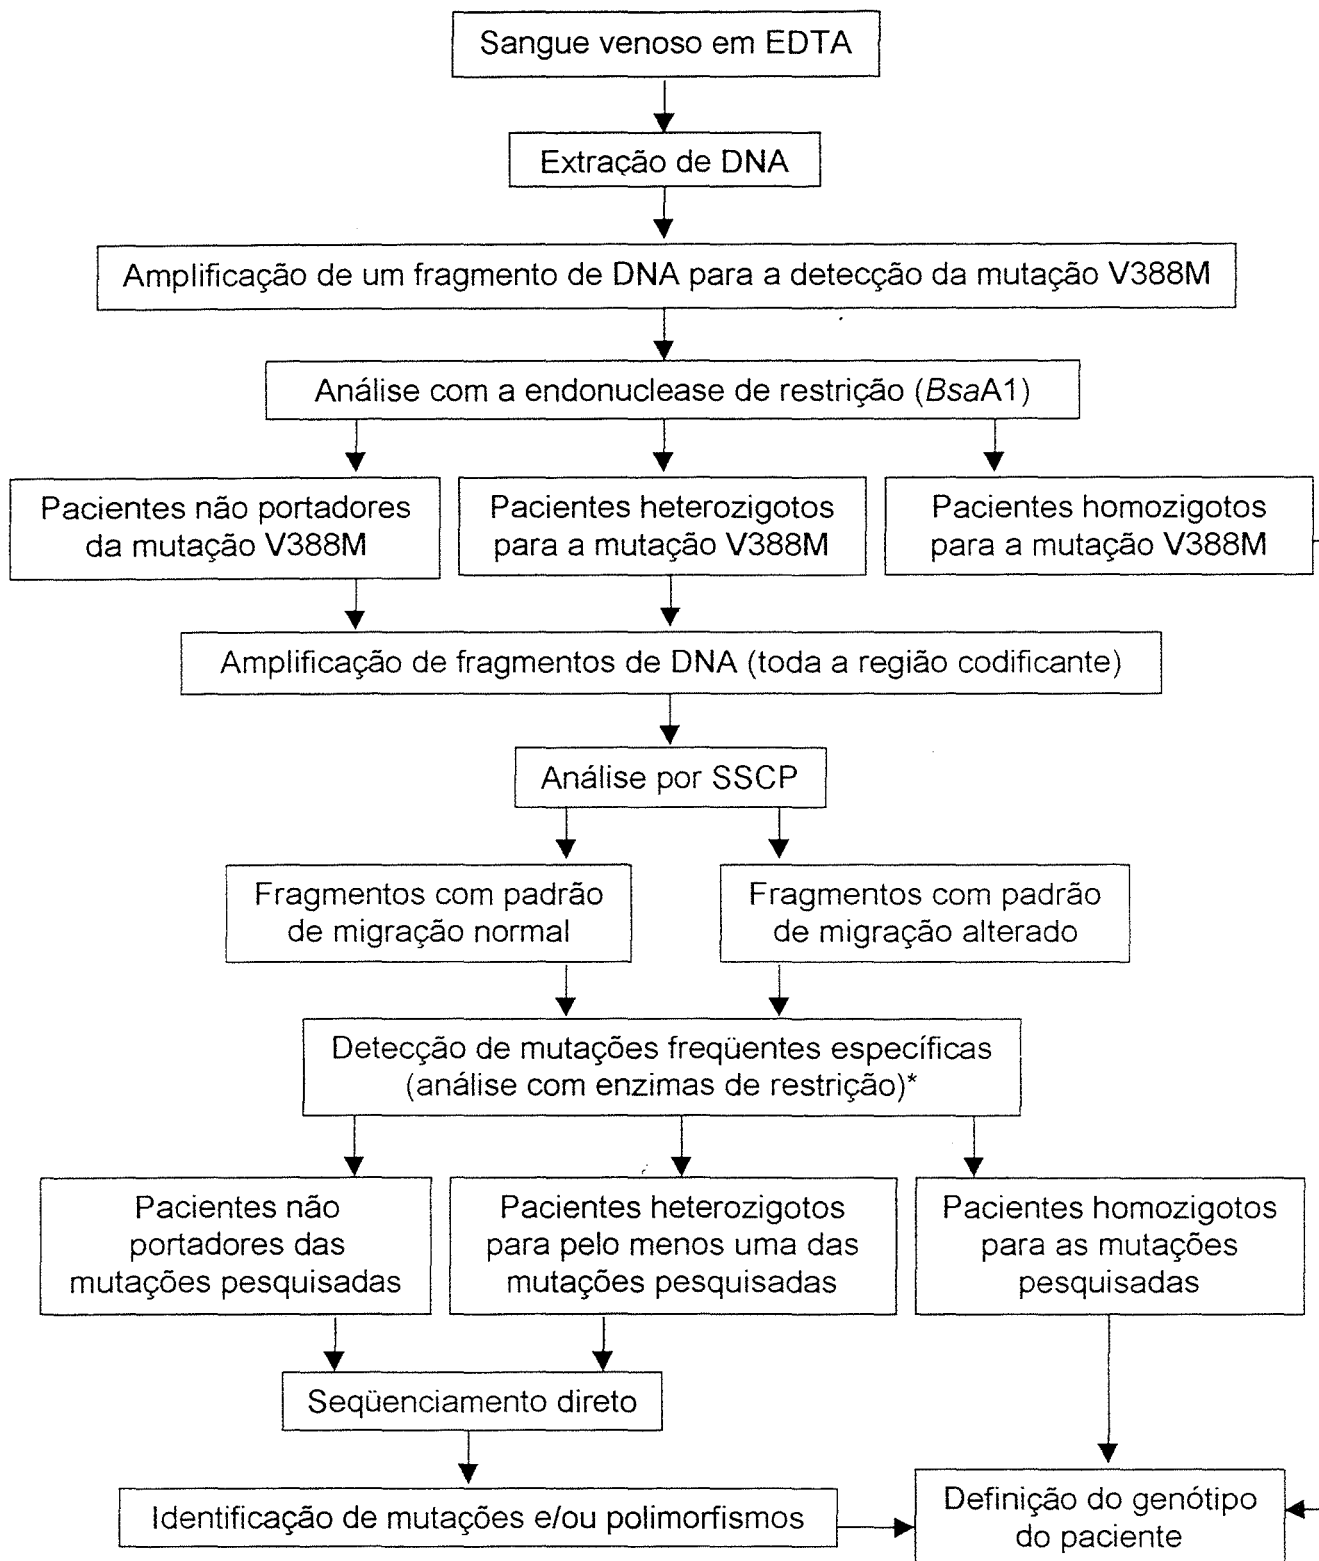 Sangue venoso em EDTA
Extração de DNA
Amplificação de um fragmento de DNA para a detecção da mutação V388M
Análise com a endonuclease de restrição (BsaA1)
Pacientes não portadores
da mutação V388M
Pacientes heterozigotos
para a mutação V388M
Pacientes homozigotos
para a mutação V388M
Amplificação de fragmentos de DNA (toda a região codificante)
Análise por SSCP
Fragmentos com padrão
de migração normal
Fragmentos com padrão
de migração alterado
Detecção de mutações freqüentes específicas
(análise com enzimas de restrição)*
Pacientes não
portadores das
mutações pesquisadas
Pacientes heterozigotos
para pelo menos uma das
mutações pesquisadas
Pacientes homozigotos
para as mutações
pesquisadas
Seqüenciamento direto
Identificação de mutações e/ou polimorfismos
Definição do genótipo
do paciente